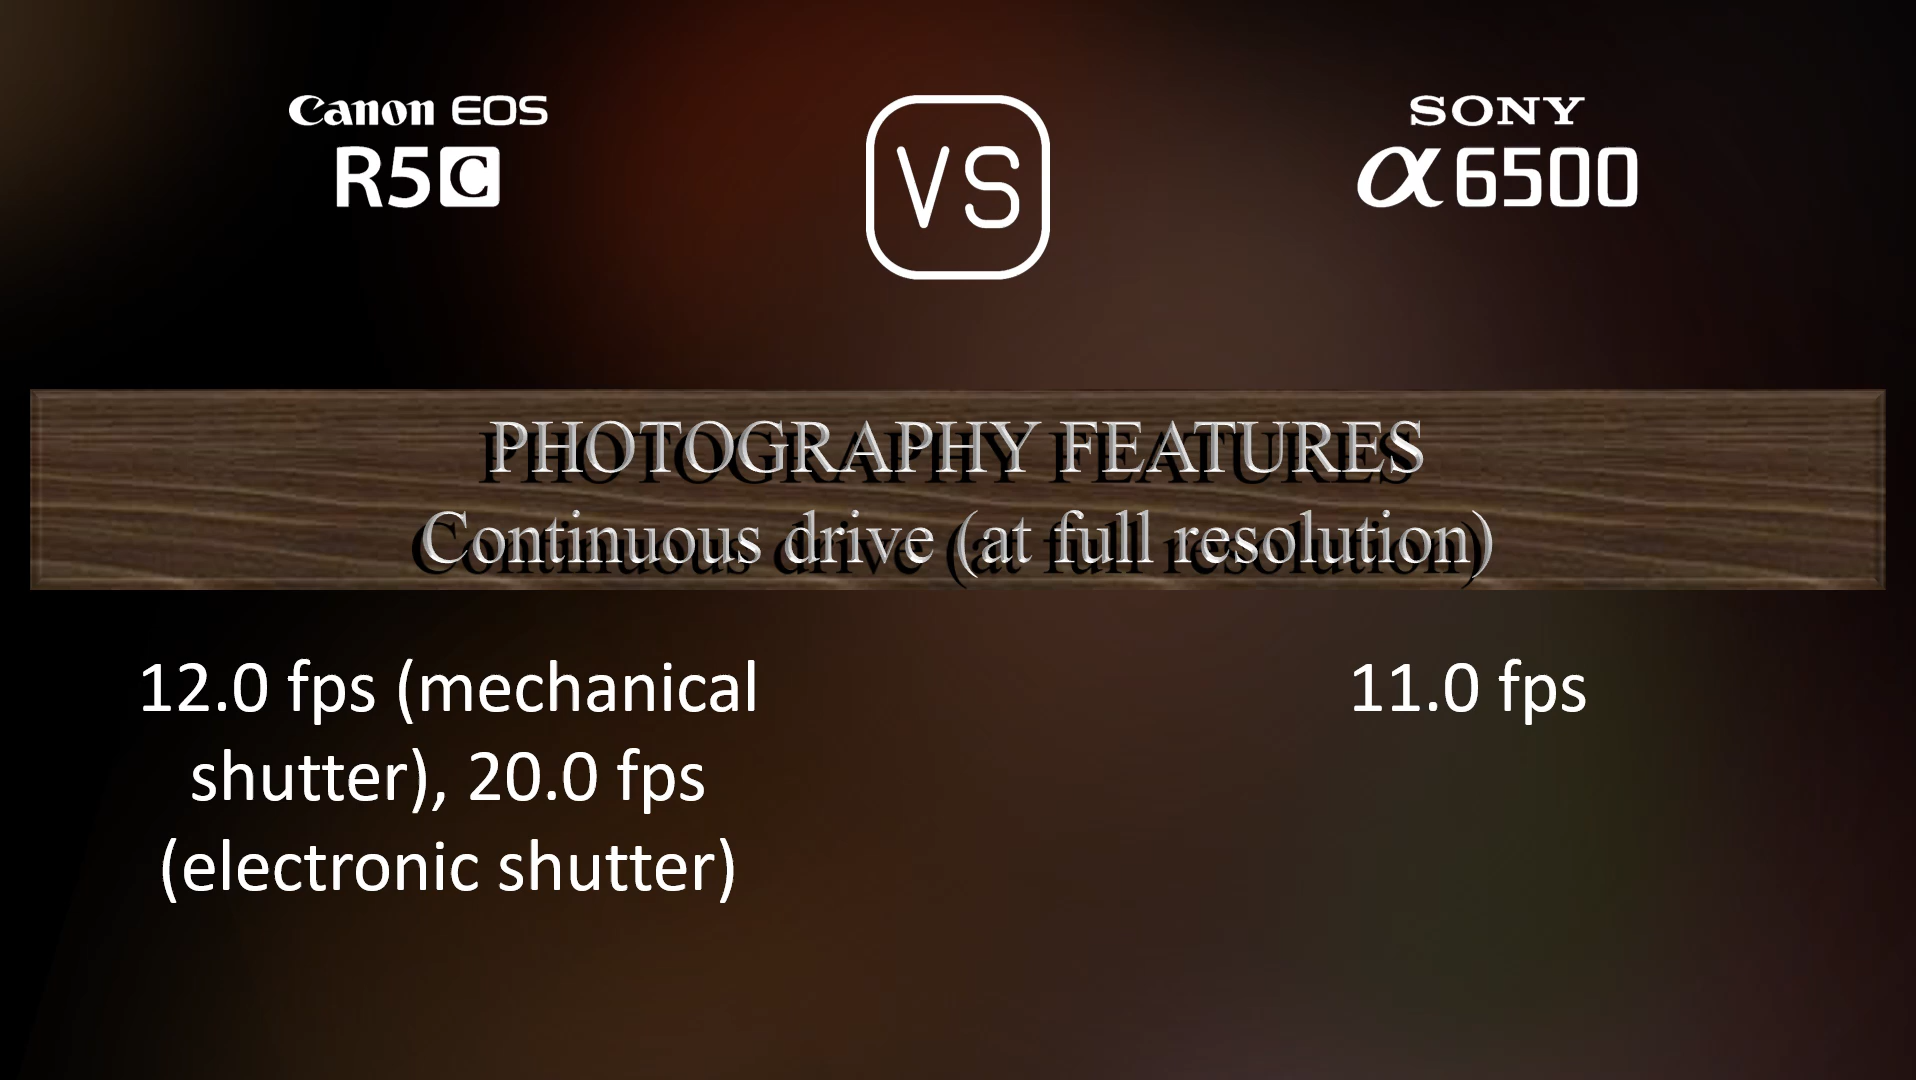 Canon EOS
R5 C
VS
SONY
α6500
PHOTOGRAPHY FEATURES
Continuous drive (at full resolution)
12.0 fps (mechanical
shutter), 20.0 fps
(electronic shutter)
11.0 fps